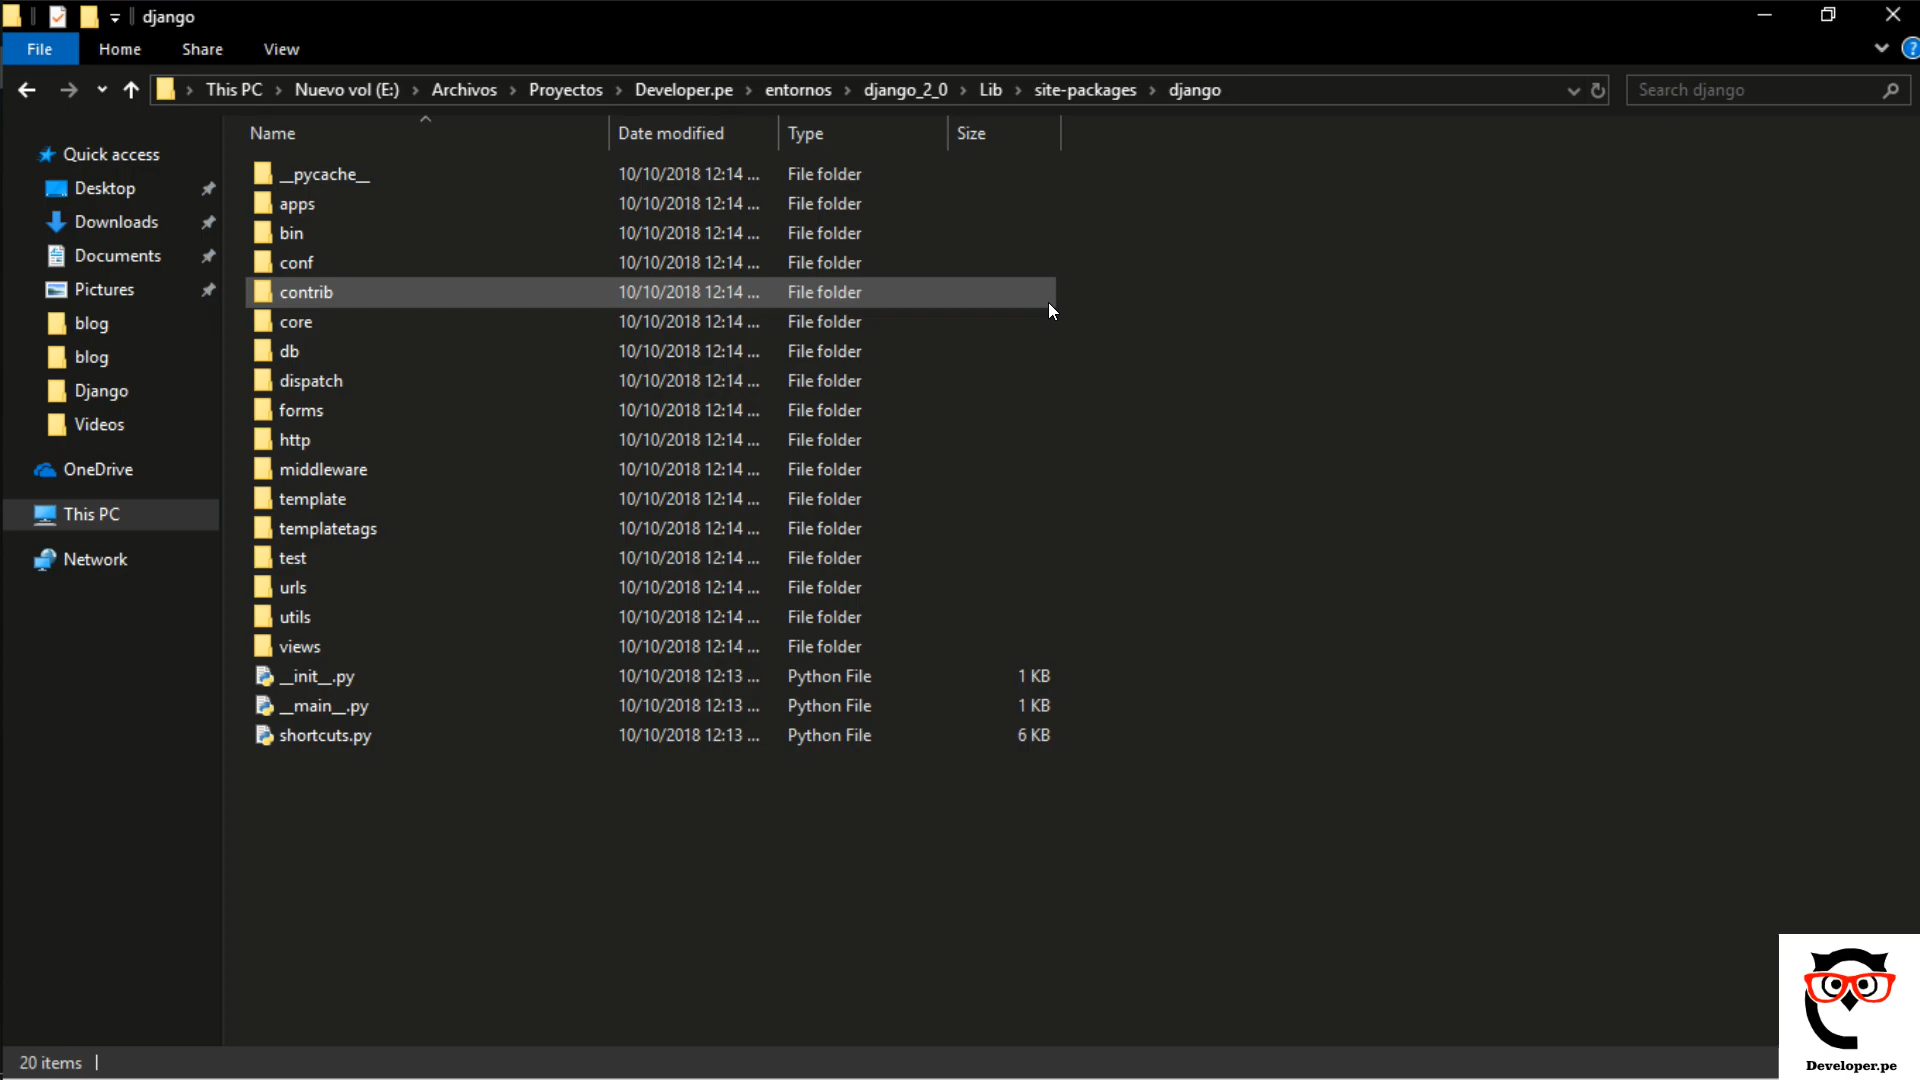 django
File Home Share View
This PC Nuevo vol (E:) Archivos Proyectos Developer.pe entornos django_2_0 Lib site-packages django Search django
Name Date modified Type Size
Quick access
Desktop
Downloads
Documents
Pictures
blog
blog
Django
Videos
OneDrive
This PC
Network
__pycache__ 10/10/2018 12:14 ... File folder
apps 10/10/2018 12:14 ... File folder
bin 10/10/2018 12:14 ... File folder
conf 10/10/2018 12:14 ... File folder
contrib 10/10/2018 12:14 ... File folder
core 10/10/2018 12:14 ... File folder
db 10/10/2018 12:14 ... File folder
dispatch 10/10/2018 12:14 ... File folder
forms 10/10/2018 12:14 ... File folder
http 10/10/2018 12:14 ... File folder
middleware 10/10/2018 12:14 ... File folder
template 10/10/2018 12:14 ... File folder
templatetags 10/10/2018 12:14 ... File folder
test 10/10/2018 12:14 ... File folder
urls 10/10/2018 12:14 ... File folder
utils 10/10/2018 12:14 ... File folder
views 10/10/2018 12:14 ... File folder
__init__.py 10/10/2018 12:13 ... Python File 1 KB
__main__.py 10/10/2018 12:13 ... Python File 1 KB
shortcuts.py 10/10/2018 12:13 ... Python File 6 KB
20 items
Developer.pe